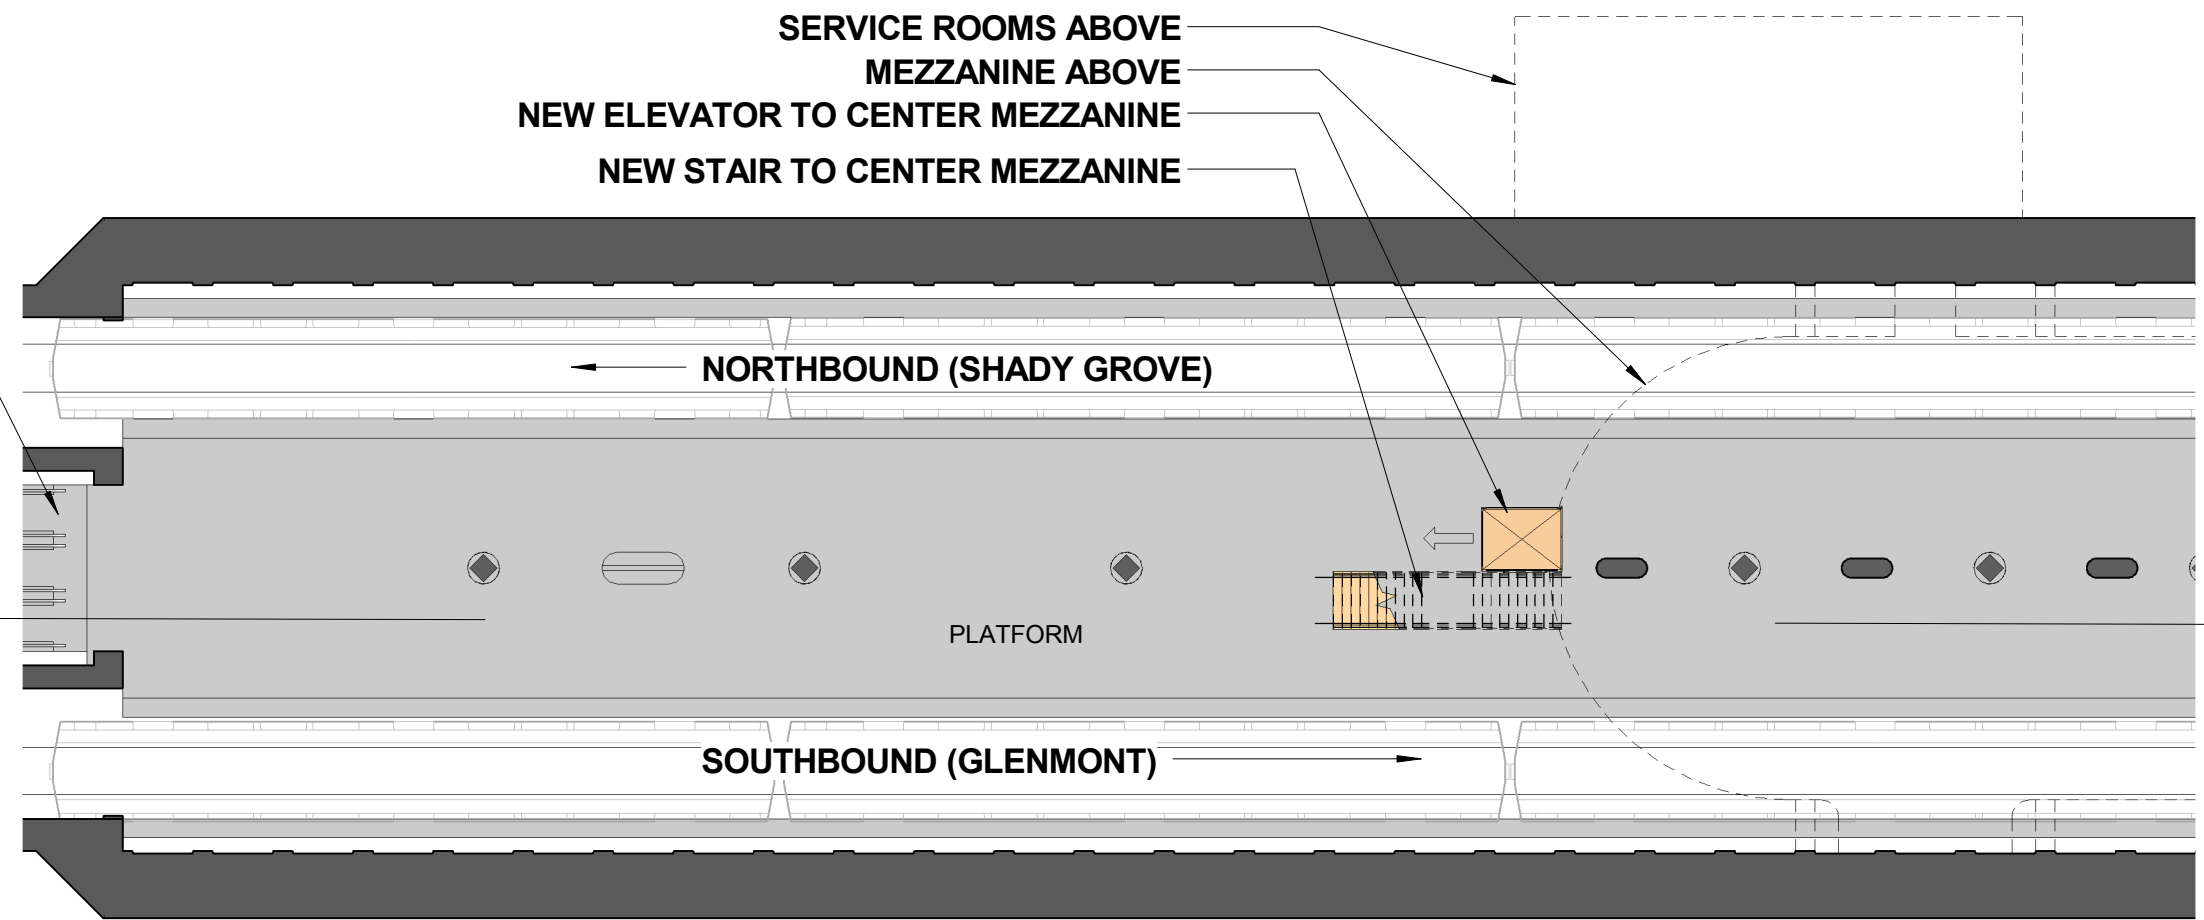 SERVICE ROOMS ABOVE
MEZZANINE ABOVE
NEW ELEVATOR TO CENTER MEZZANINE
NEW STAIR TO CENTER MEZZANINE
NORTHBOUND (SHADY GROVE)
PLATFORM
SOUTHBOUND (GLENMONT)